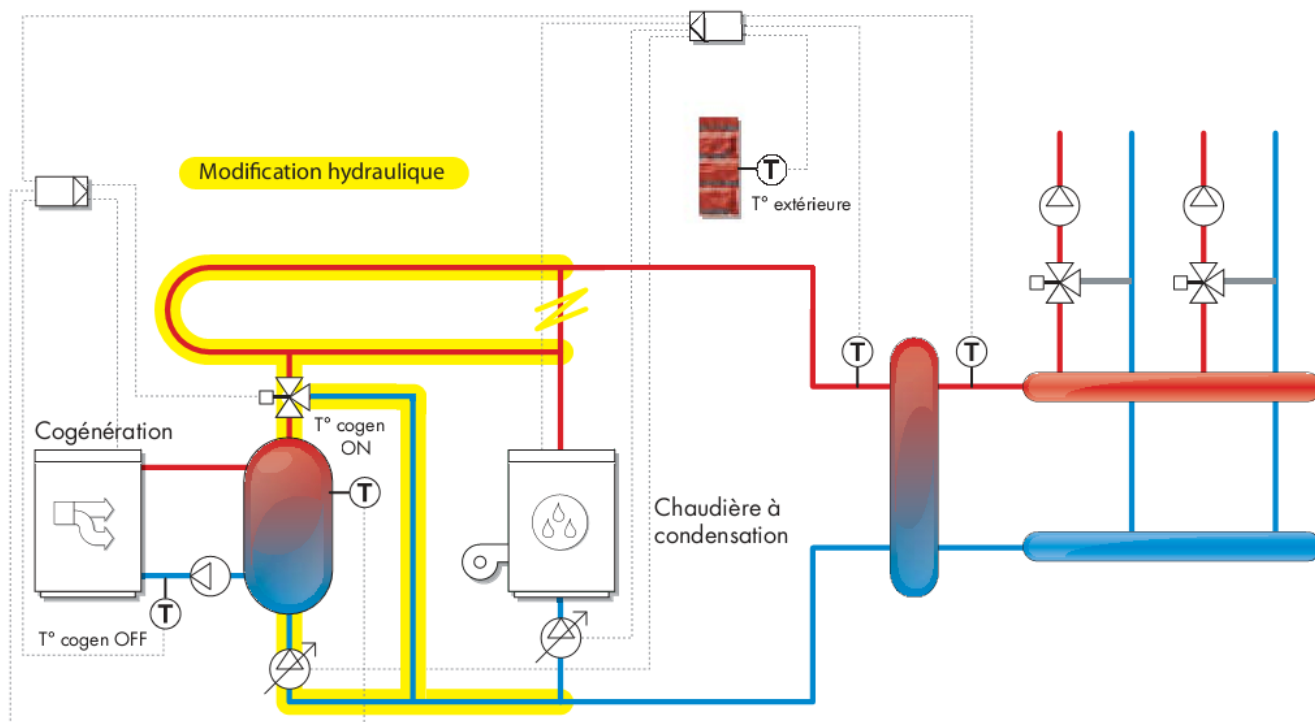 Modification hydraulique
T
T° extérieure
T
T
T° cogen
ON
Cogénération
T
Chaudière à
condensation
T
T° cogen OFF